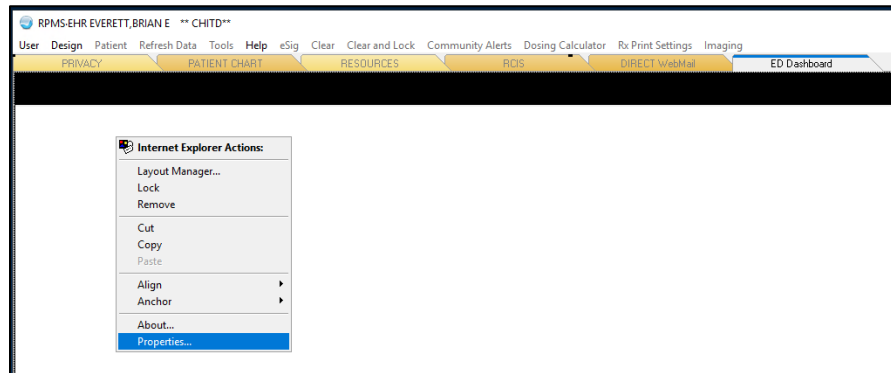 RPMS-EHR EVERETT,BRIAN E ** CHITD**
User Design Patient Refresh Data Tools Help eSig Clear Clear and Lock Community Alerts Dosing Calculator Rx Print Settings Imaging
PRIVACY PATIENT CHART RESOURCES RCIS DIRECT WebMail ED Dashboard
Internet Explorer Actions:
Layout Manager...
Lock
Remove
Cut
Copy
Paste
Align
Anchor
About...
Properties...